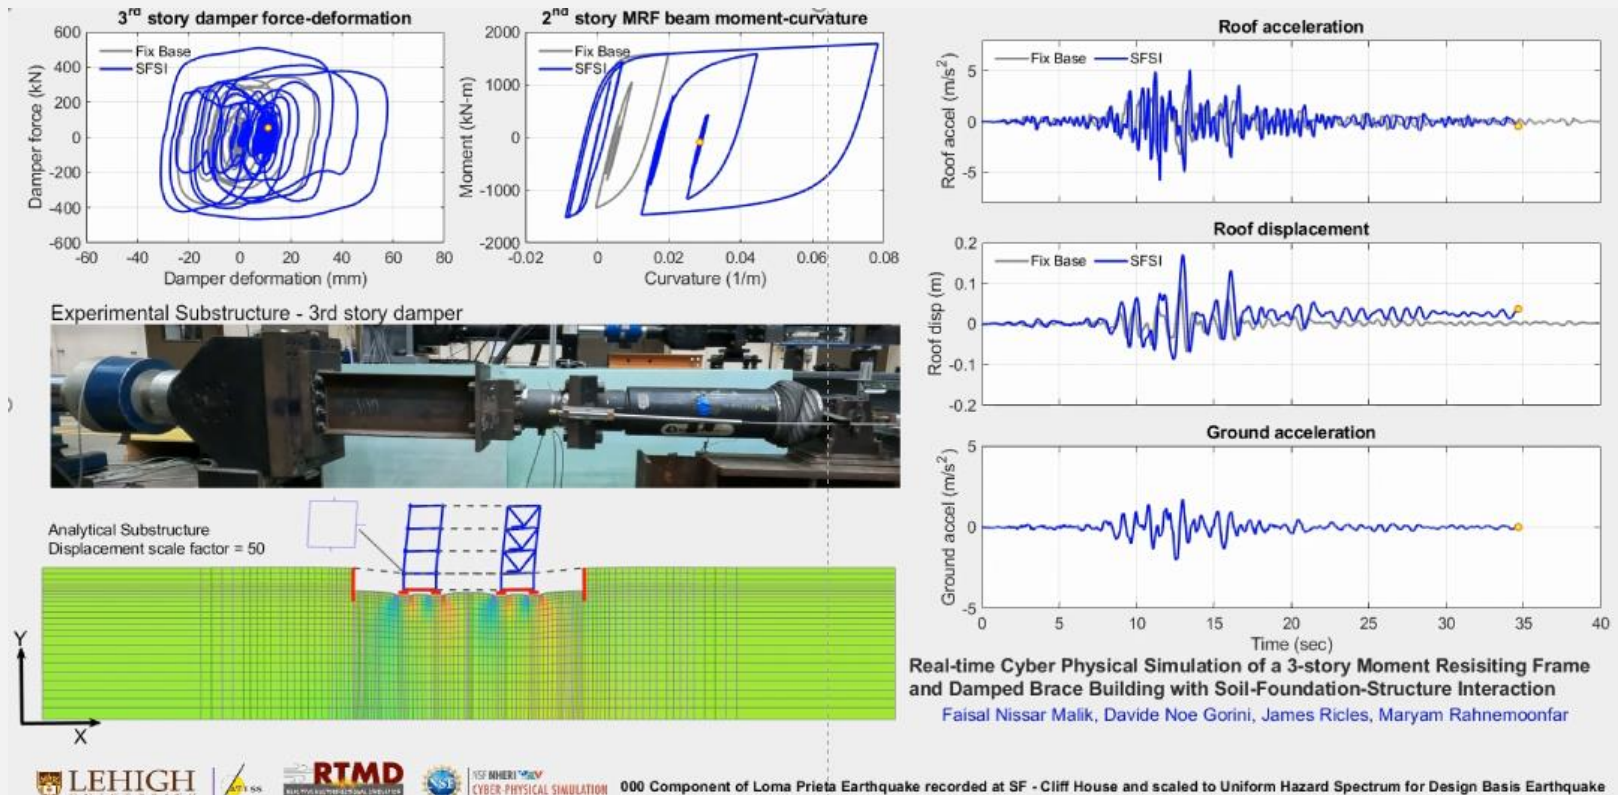 3rd story damper force-deformation
600
400
200
0
-200
-400
-600
Damper force (kN)
Fix Base
SFSI
-60 -40 -20 0 20 40 60 80
Damper deformation (mm)
2nd story MRF beam moment-curvature
2000
1000
0
-1000
-2000
Moment (kN-m)
Fix Base
SFSI
-0.02 0 0.02 0.04 0.06 0.08
Curvature (1/m)
Experimental Substructure - 3rd story damper
Analytical Substructure
Displacement scale factor = 50
Y
X
Roof acceleration
5
0
-5
Roof accel (m/s2)
Fix Base SFSI
Roof displacement
0.2
0.1
0
-0.1
-0.2
Roof disp (m)
Fix Base SFSI
Ground acceleration
5
0
-5
Ground accel (m/s2)
0 5 10 15 20 25 30 35 40
Time (sec)
Real-time Cyber Physical Simulation of a 3-story Moment Resisiting Frame
and Damped Brace Building with Soil-Foundation-Structure Interaction
Faisal Nissar Malik, Davide Noe Gorini, James Ricles, Maryam Rahnemoonfar
LEHIGH
RTMD
NSF
NSF NHERI
CYBER-PHYSICAL SIMULATION
000 Component of Loma Prieta Earthquake recorded at SF - Cliff House and scaled to Uniform Hazard Spectrum for Design Basis Earthquake